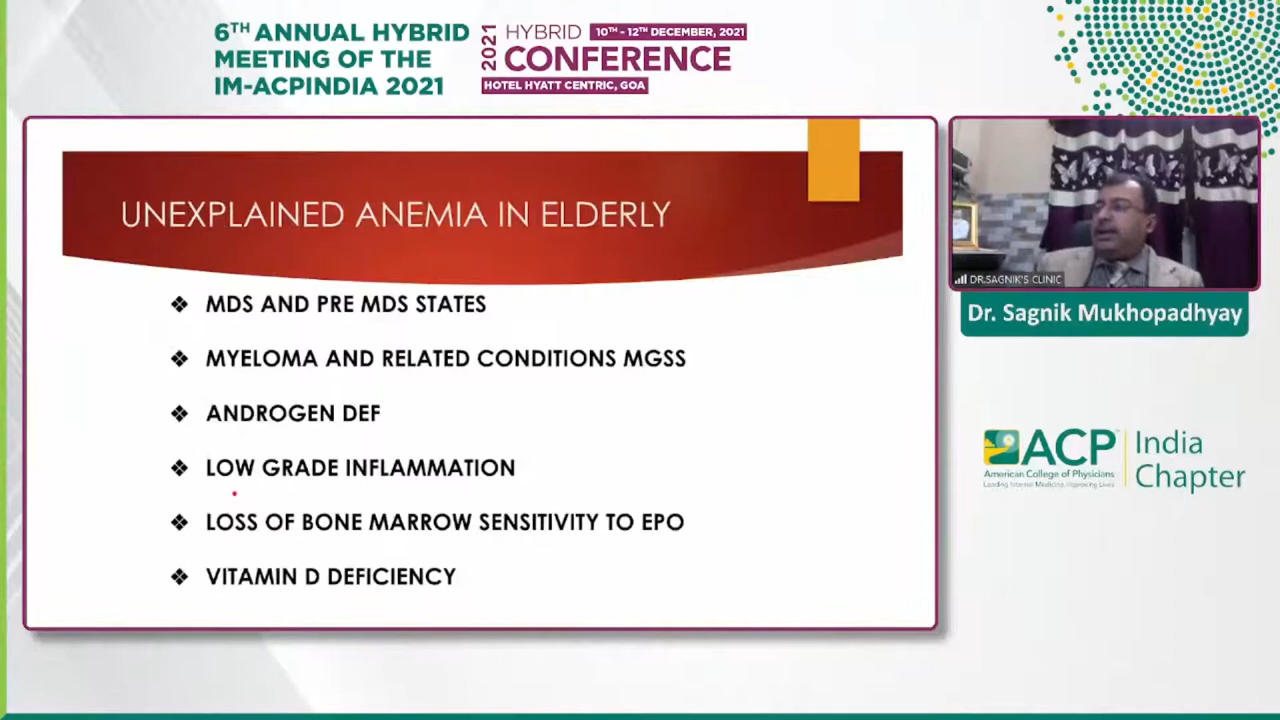 6TH ANNUAL HYBRID
MEETING OF THE
IM-ACPINDIA 2021
2021
HYBRID 10TH - 12TH DECEMBER, 2021
CONFERENCE
HOTEL HYATT CENTRIC, GOA
UNEXPLAINED ANEMIA IN ELDERLY
❖ MDS AND PRE MDS STATES
❖ MYELOMA AND RELATED CONDITIONS MGSS
❖ ANDROGEN DEF
❖ LOW GRADE INFLAMMATION
❖ LOSS OF BONE MARROW SENSITIVITY TO EPO
❖ VITAMIN D DEFICIENCY
DR.SAGNIK'S CLINIC
Dr. Sagnik Mukhopadhyay
ACP
American College of Physicians
Leading Internal Medicine, Improving Lives
India
Chapter